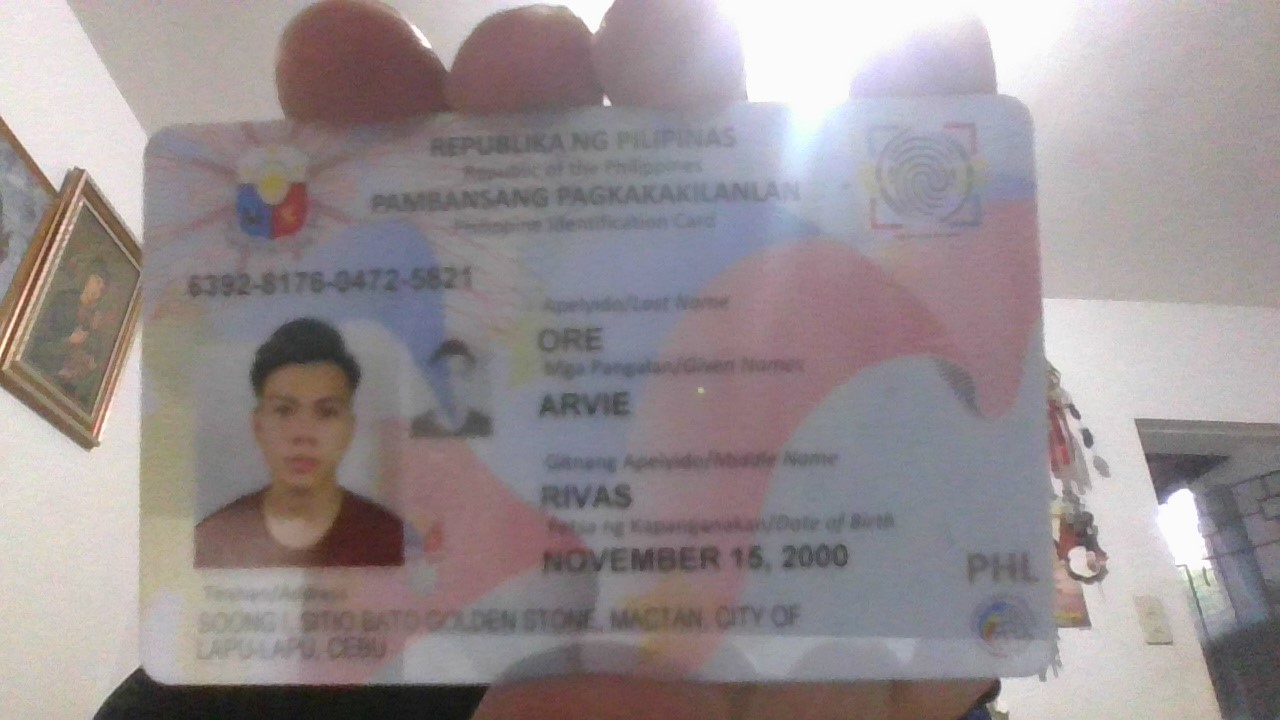 REPUBLIKA NG PILIPINAS
Republic of the Philippines
PAMBANSANG PAGKAKAKILANLAN
Philippine Identification Card
6392-8176-0472-5821
Apelyido/Last Name
ORE
Mga Pangalan/Given Names
ARVIE
Gitnang Apelyido/Middle Name
RIVAS
Petsa ng Kapanganakan/Date of Birth
NOVEMBER 15, 2000
PHL
Tirahan/Address
SOONG I, SITIO BATO GOLDEN STONE, MACTAN, CITY OF
LAPU-LAPU, CEBU